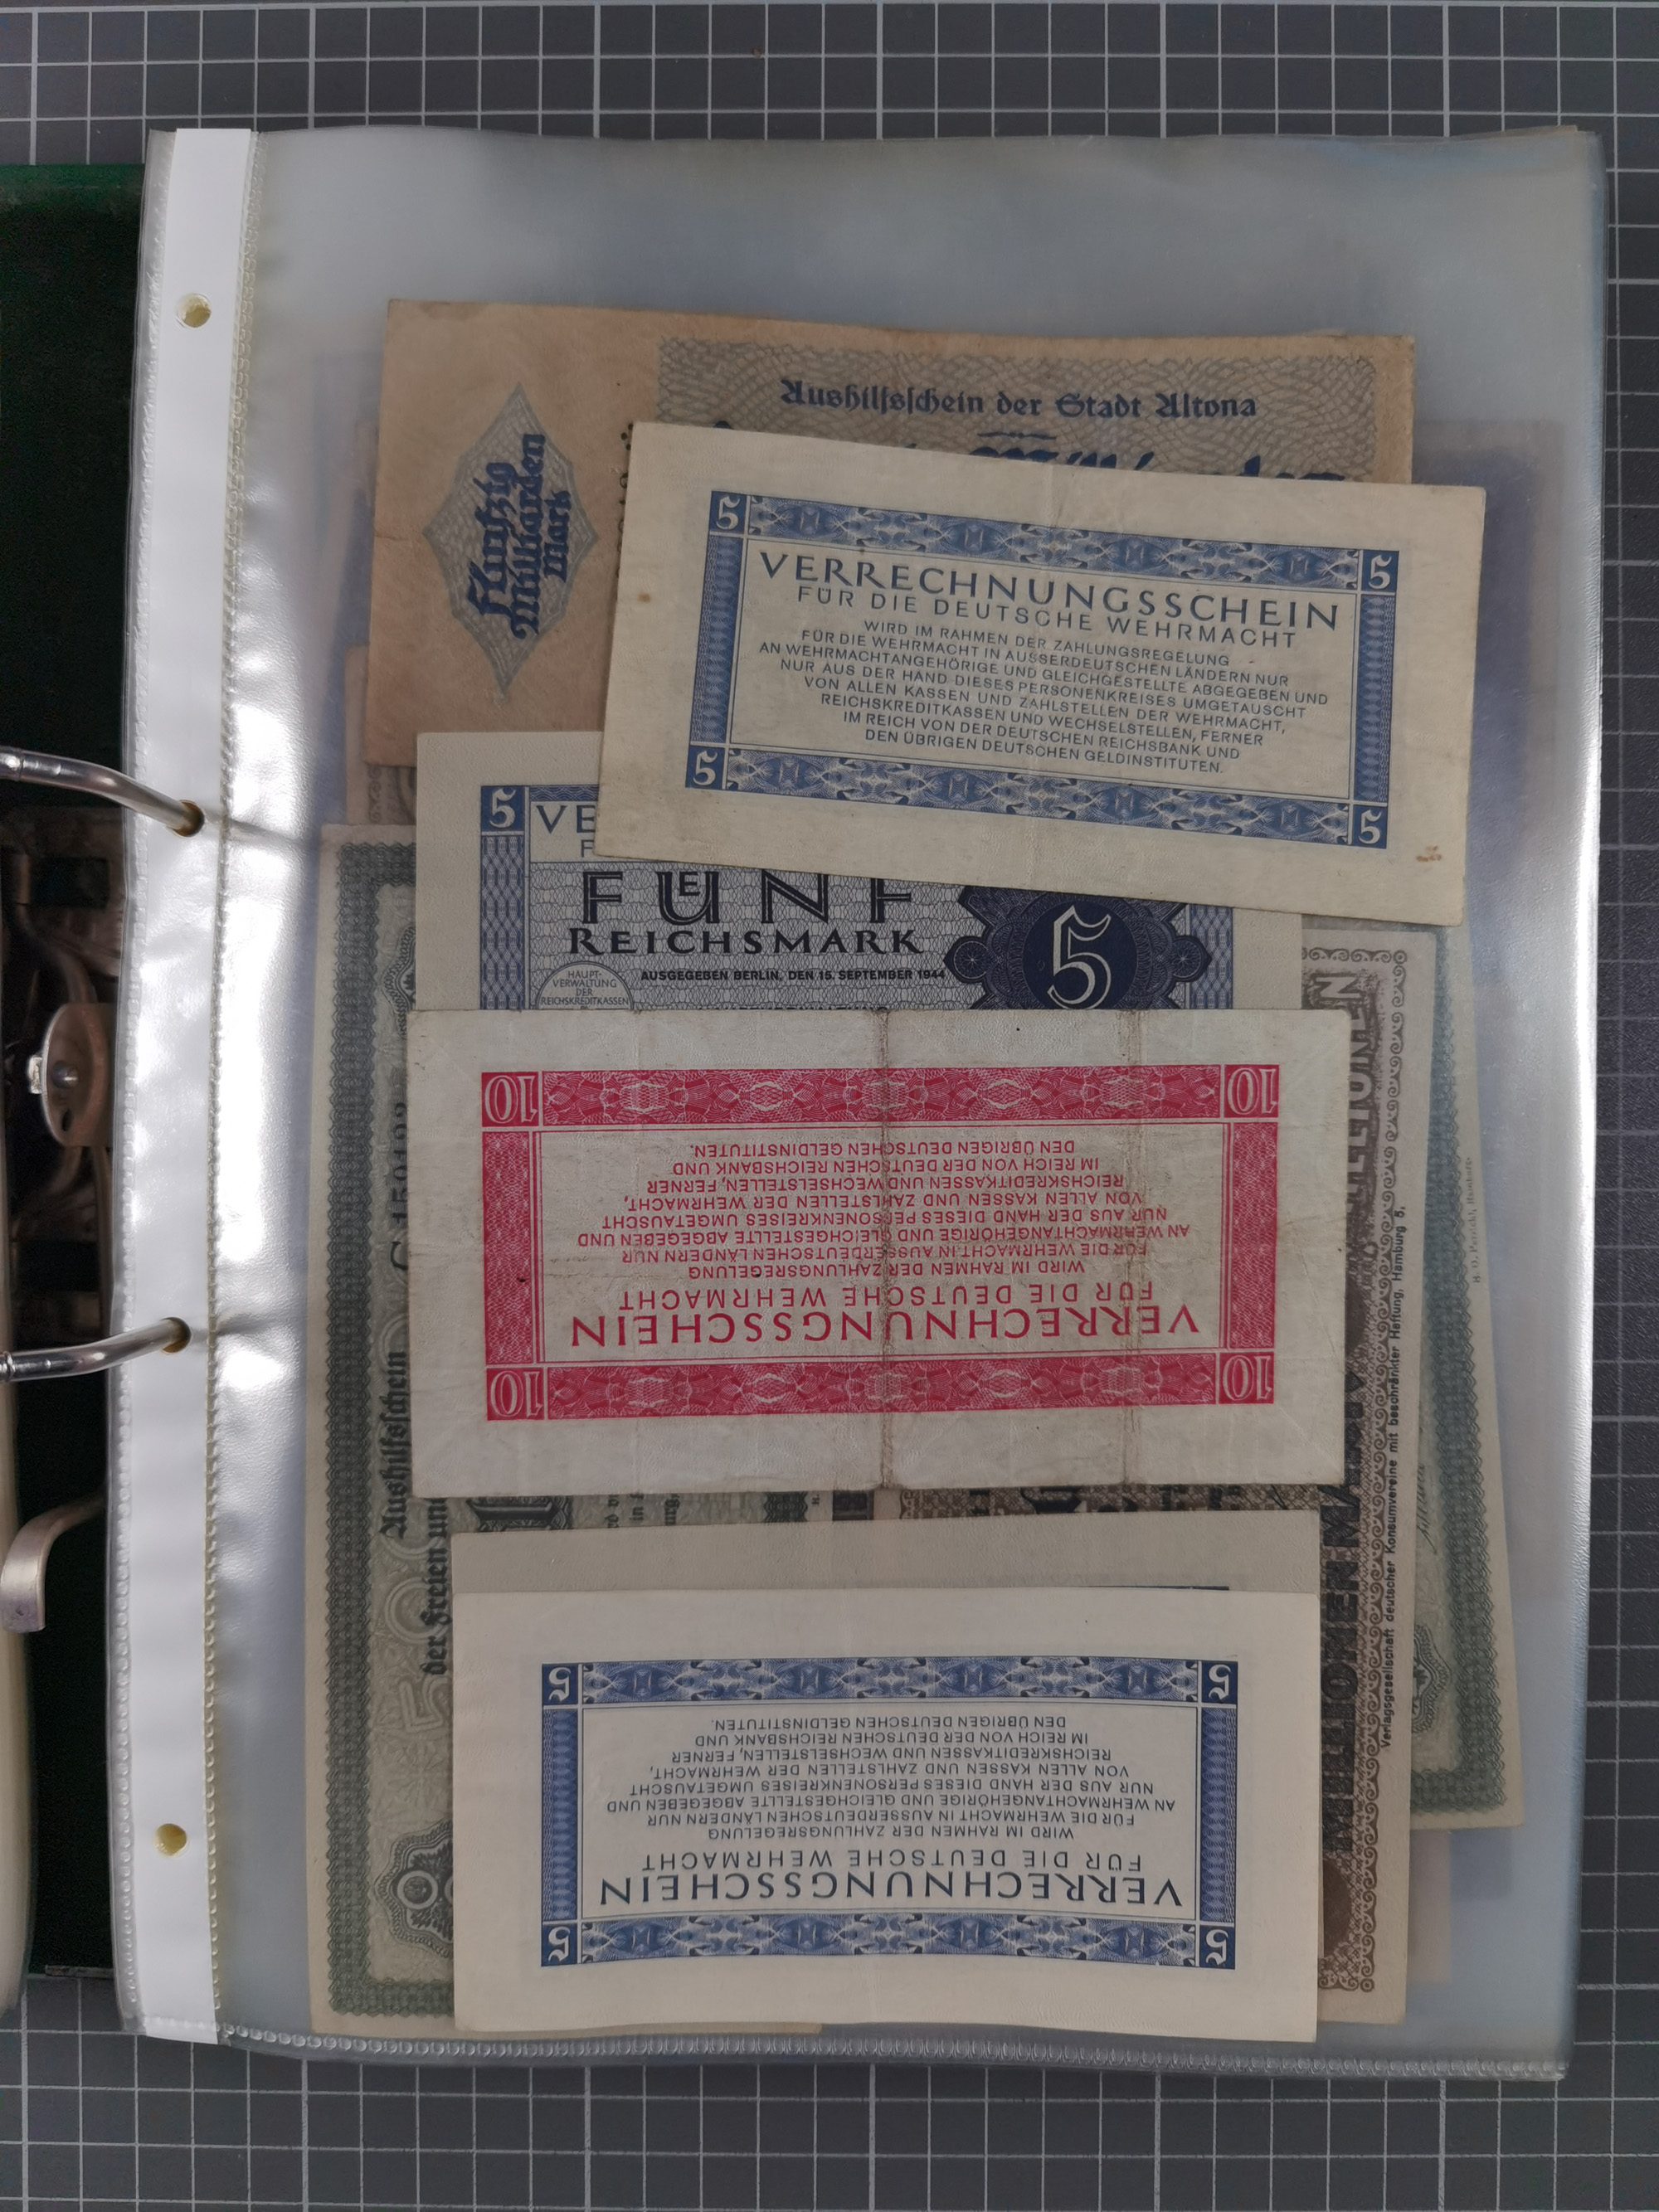 Aushilfsschein der Stadt Altona
Fünfzig
Milliarden
Mark
5
5
VERRECHNUNGSSCHEIN
FÜR DIE DEUTSCHE WEHRMACHT
WIRD IM RAHMEN DER ZAHLUNGSREGELUNG
FÜR DIE WEHRMACHT IN AUSSERDEUTSCHEN LÄNDERN NUR
AN WEHRMACHTANGEHÖRIGE UND GLEICHGESTELLTE ABGEGEBEN UND
NUR AUS DER HAND DIESES PERSONENKREISES UMGETAUSCHT
VON ALLEN KASSEN UND ZAHLSTELLEN DER WEHRMACHT,
REICHSKREDITKASSEN UND WECHSELSTELLEN, FERNER
IM REICH VON DER DEUTSCHEN REICHSBANK UND
DEN ÜBRIGEN DEUTSCHEN GELDINSTITUTEN.
5
5
5 VE
F
FÜNF
REICHSMARK
5
AUSGEGEBEN BERLIN, DEN 15. SEPTEMBER 1944
HAUPT-
VERWALTUNG
DER
REICHSKREDITKASSEN
10
10
VERRECHNUNGSSCHEIN
FÜR DIE DEUTSCHE WEHRMACHT
WIRD IM RAHMEN DER ZAHLUNGSREGELUNG
FÜR DIE WEHRMACHT IN AUSSERDEUTSCHEN LÄNDERN NUR
AN WEHRMACHTANGEHÖRIGE UND GLEICHGESTELLTE ABGEGEBEN UND
NUR AUS DER HAND DIESES PERSONENKREISES UMGETAUSCHT
VON ALLEN KASSEN UND ZAHLSTELLEN DER WEHRMACHT,
REICHSKREDITKASSEN UND WECHSELSTELLEN, FERNER
IM REICH VON DER DEUTSCHEN REICHSBANK UND
DEN ÜBRIGEN DEUTSCHEN GELDINSTITUTEN.
10
10
5
5
VERRECHNUNGSSCHEIN
FÜR DIE DEUTSCHE WEHRMACHT
WIRD IM RAHMEN DER ZAHLUNGSREGELUNG
FÜR DIE WEHRMACHT IN AUSSERDEUTSCHEN LÄNDERN NUR
AN WEHRMACHTANGEHÖRIGE UND GLEICHGESTELLTE ABGEGEBEN UND
NUR AUS DER HAND DIESES PERSONENKREISES UMGETAUSCHT
VON ALLEN KASSEN UND ZAHLSTELLEN DER WEHRMACHT,
REICHSKREDITKASSEN UND WECHSELSTELLEN, FERNER
IM REICH VON DER DEUTSCHEN REICHSBANK UND
DEN ÜBRIGEN DEUTSCHEN GELDINSTITUTEN.
5
5
Aushilfsschein
der Freien und
MILLIONEN
Verlagsgesellschaft deutscher Konsumvereine mit beschränkter Haftung, Hamburg 5.